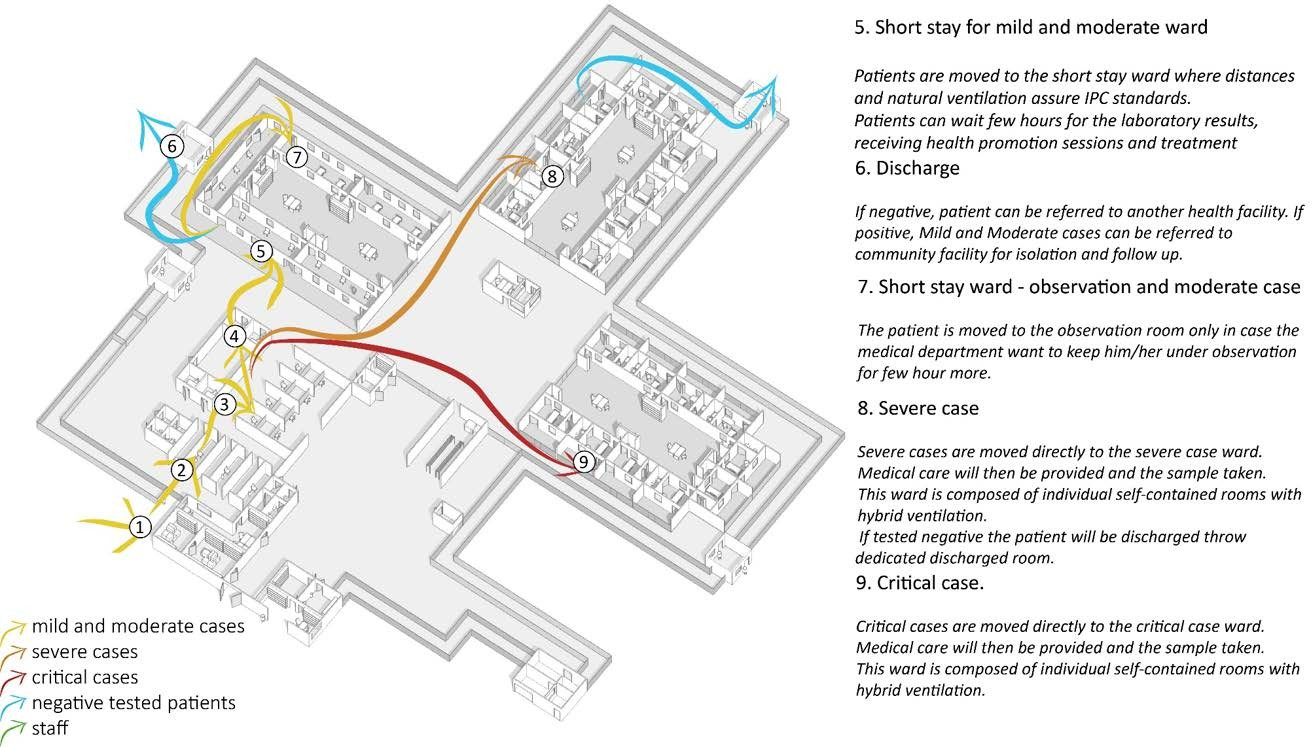 5. Short stay for mild and moderate ward
Patients are moved to the short stay ward where distances
and natural ventilation assure IPC standards.
Patients can wait few hours for the laboratory results,
receiving health promotion sessions and treatment
6. Discharge
If negative, patient can be referred to another health facility. If
positive, Mild and Moderate cases can be referred to
community facility for isolation and follow up.
7. Short stay ward - observation and moderate case
The patient is moved to the observation room only in case the
medical department want to keep him/her under observation
for few hour more.
8. Severe case
Severe cases are moved directly to the severe case ward.
Medical care will then be provided and the sample taken.
This ward is composed of individual self-contained rooms with
hybrid ventilation.
If tested negative the patient will be discharged throw
dedicated discharged room.
9. Critical case.
Critical cases are moved directly to the critical case ward.
Medical care will then be provided and the sample taken.
This ward is composed of individual self-contained rooms with
hybrid ventilation.
6
7
8
5
4
3
9
2
1
mild and moderate cases
severe cases
critical cases
negative tested patients
staff